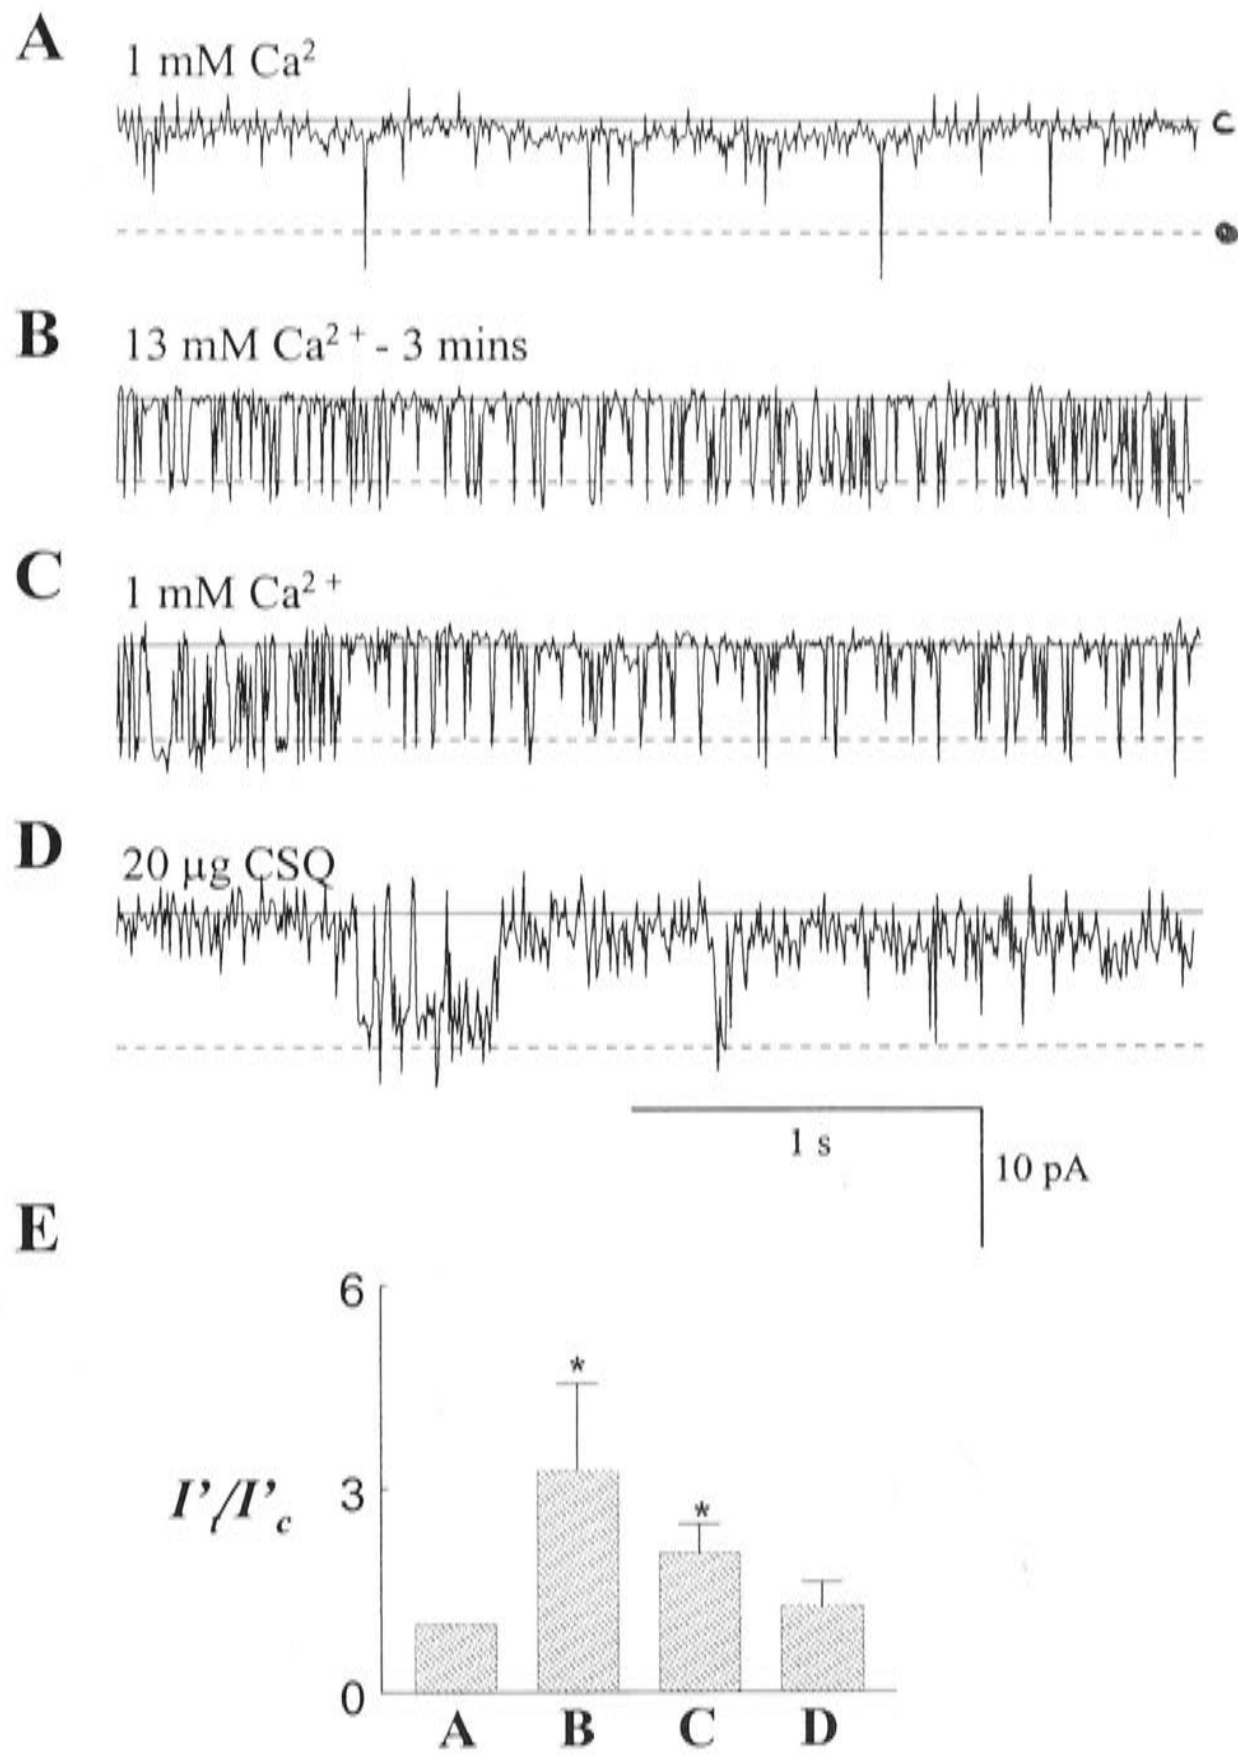 A
1 mM Ca²
c
B
13 mM Ca²⁺ - 3 mins
C
1 mM Ca²⁺
D
20 μg CSQ
1 s
10 pA
E
6
*
*
3
I’t/I’c
0
A B C D